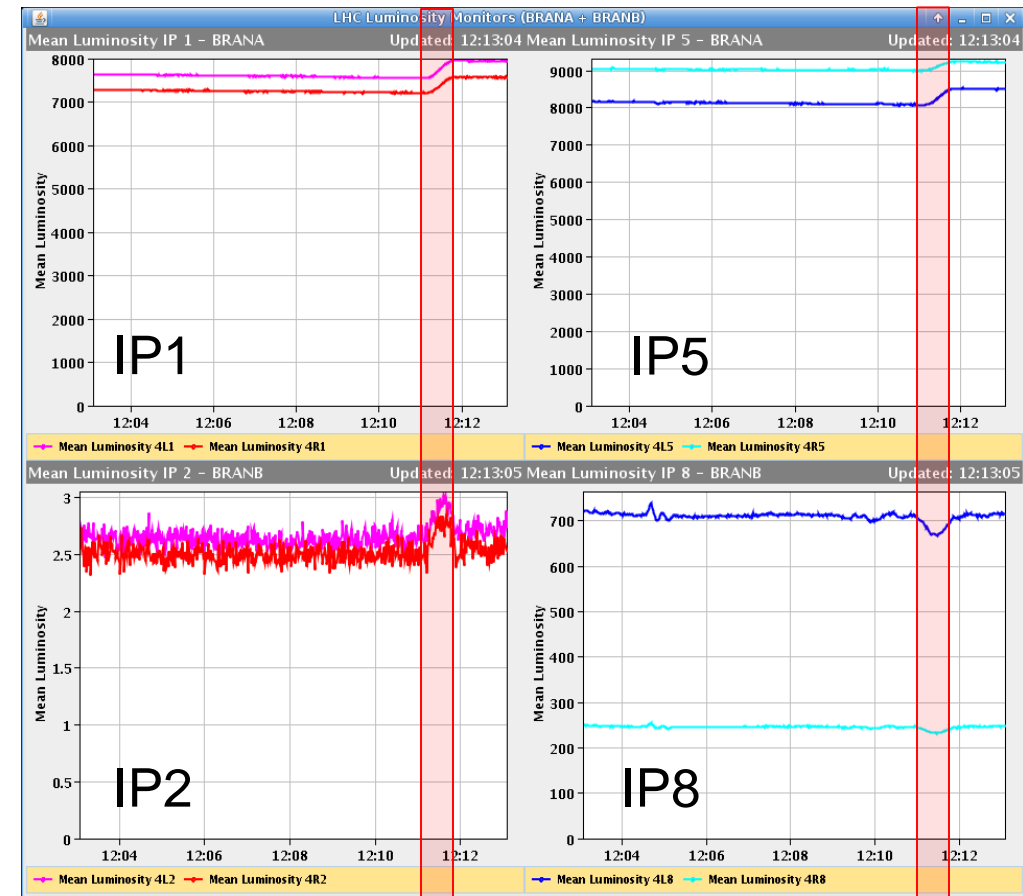 LHC Luminosity Monitors (BRANA + BRANB)
Mean Luminosity IP 1 - BRANA Updated: 12:13:04
8000
7000
6000
5000
4000
3000
2000
1000
0
Mean Luminosity
IP1
12:04 12:06 12:08 12:10 12:12
Mean Luminosity 4L1 Mean Luminosity 4R1
Mean Luminosity IP 5 - BRANA Updated: 12:13:04
9000
8000
7000
6000
5000
4000
3000
2000
1000
0
Mean Luminosity
IP5
12:04 12:06 12:08 12:10 12:12
Mean Luminosity 4L5 Mean Luminosity 4R5
Mean Luminosity IP 2 - BRANB Updated: 12:13:05
3
2.5
2
1.5
1
0.5
0
Mean Luminosity
IP2
12:04 12:06 12:08 12:10 12:12
Mean Luminosity 4L2 Mean Luminosity 4R2
Mean Luminosity IP 8 - BRANB Updated: 12:13:05
700
600
500
400
300
200
100
0
Mean Luminosity
IP8
12:04 12:06 12:08 12:10 12:12
Mean Luminosity 4L8 Mean Luminosity 4R8